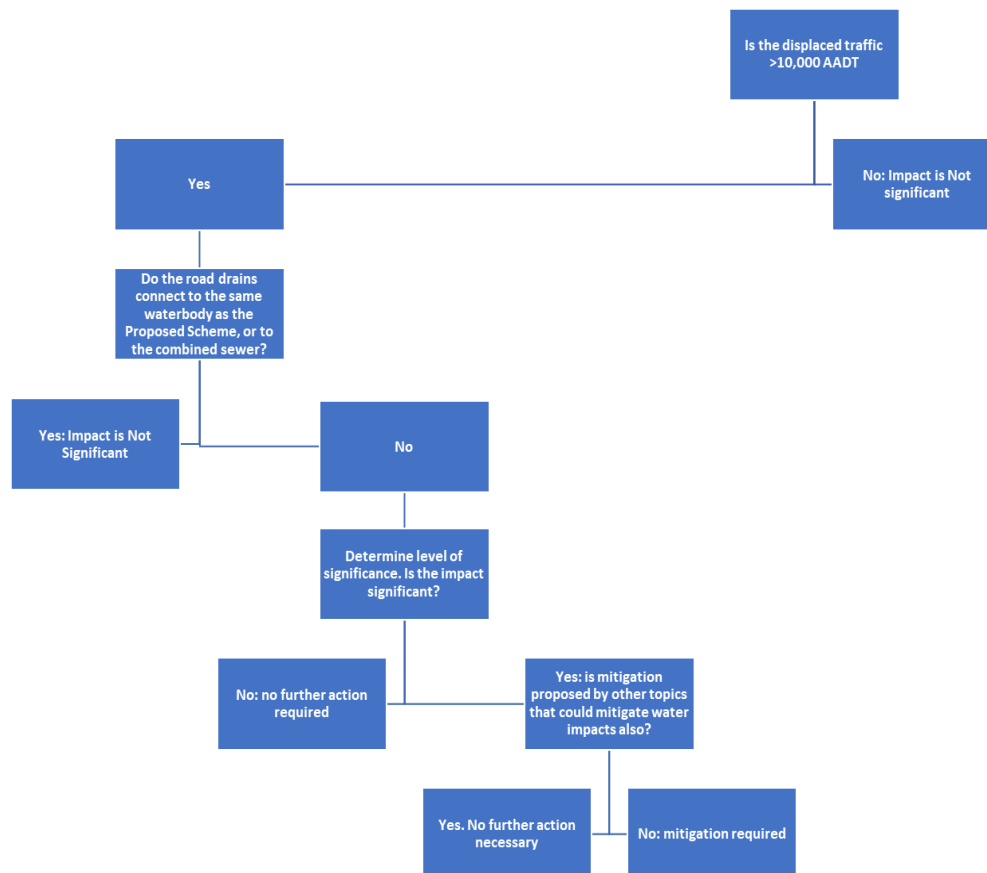 Is the displaced traffic
>10,000 AADT
Yes
No: Impact is Not
significant
Do the road drains
connect to the same
waterbody as the
Proposed Scheme, or to
the combined sewer?
Yes: Impact is Not
Significant
No
Determine level of
significance. Is the impact
significant?
No: no further action
required
Yes: is mitigation
proposed by other topics
that could mitigate water
impacts also?
Yes. No further action
necessary
No: mitigation required